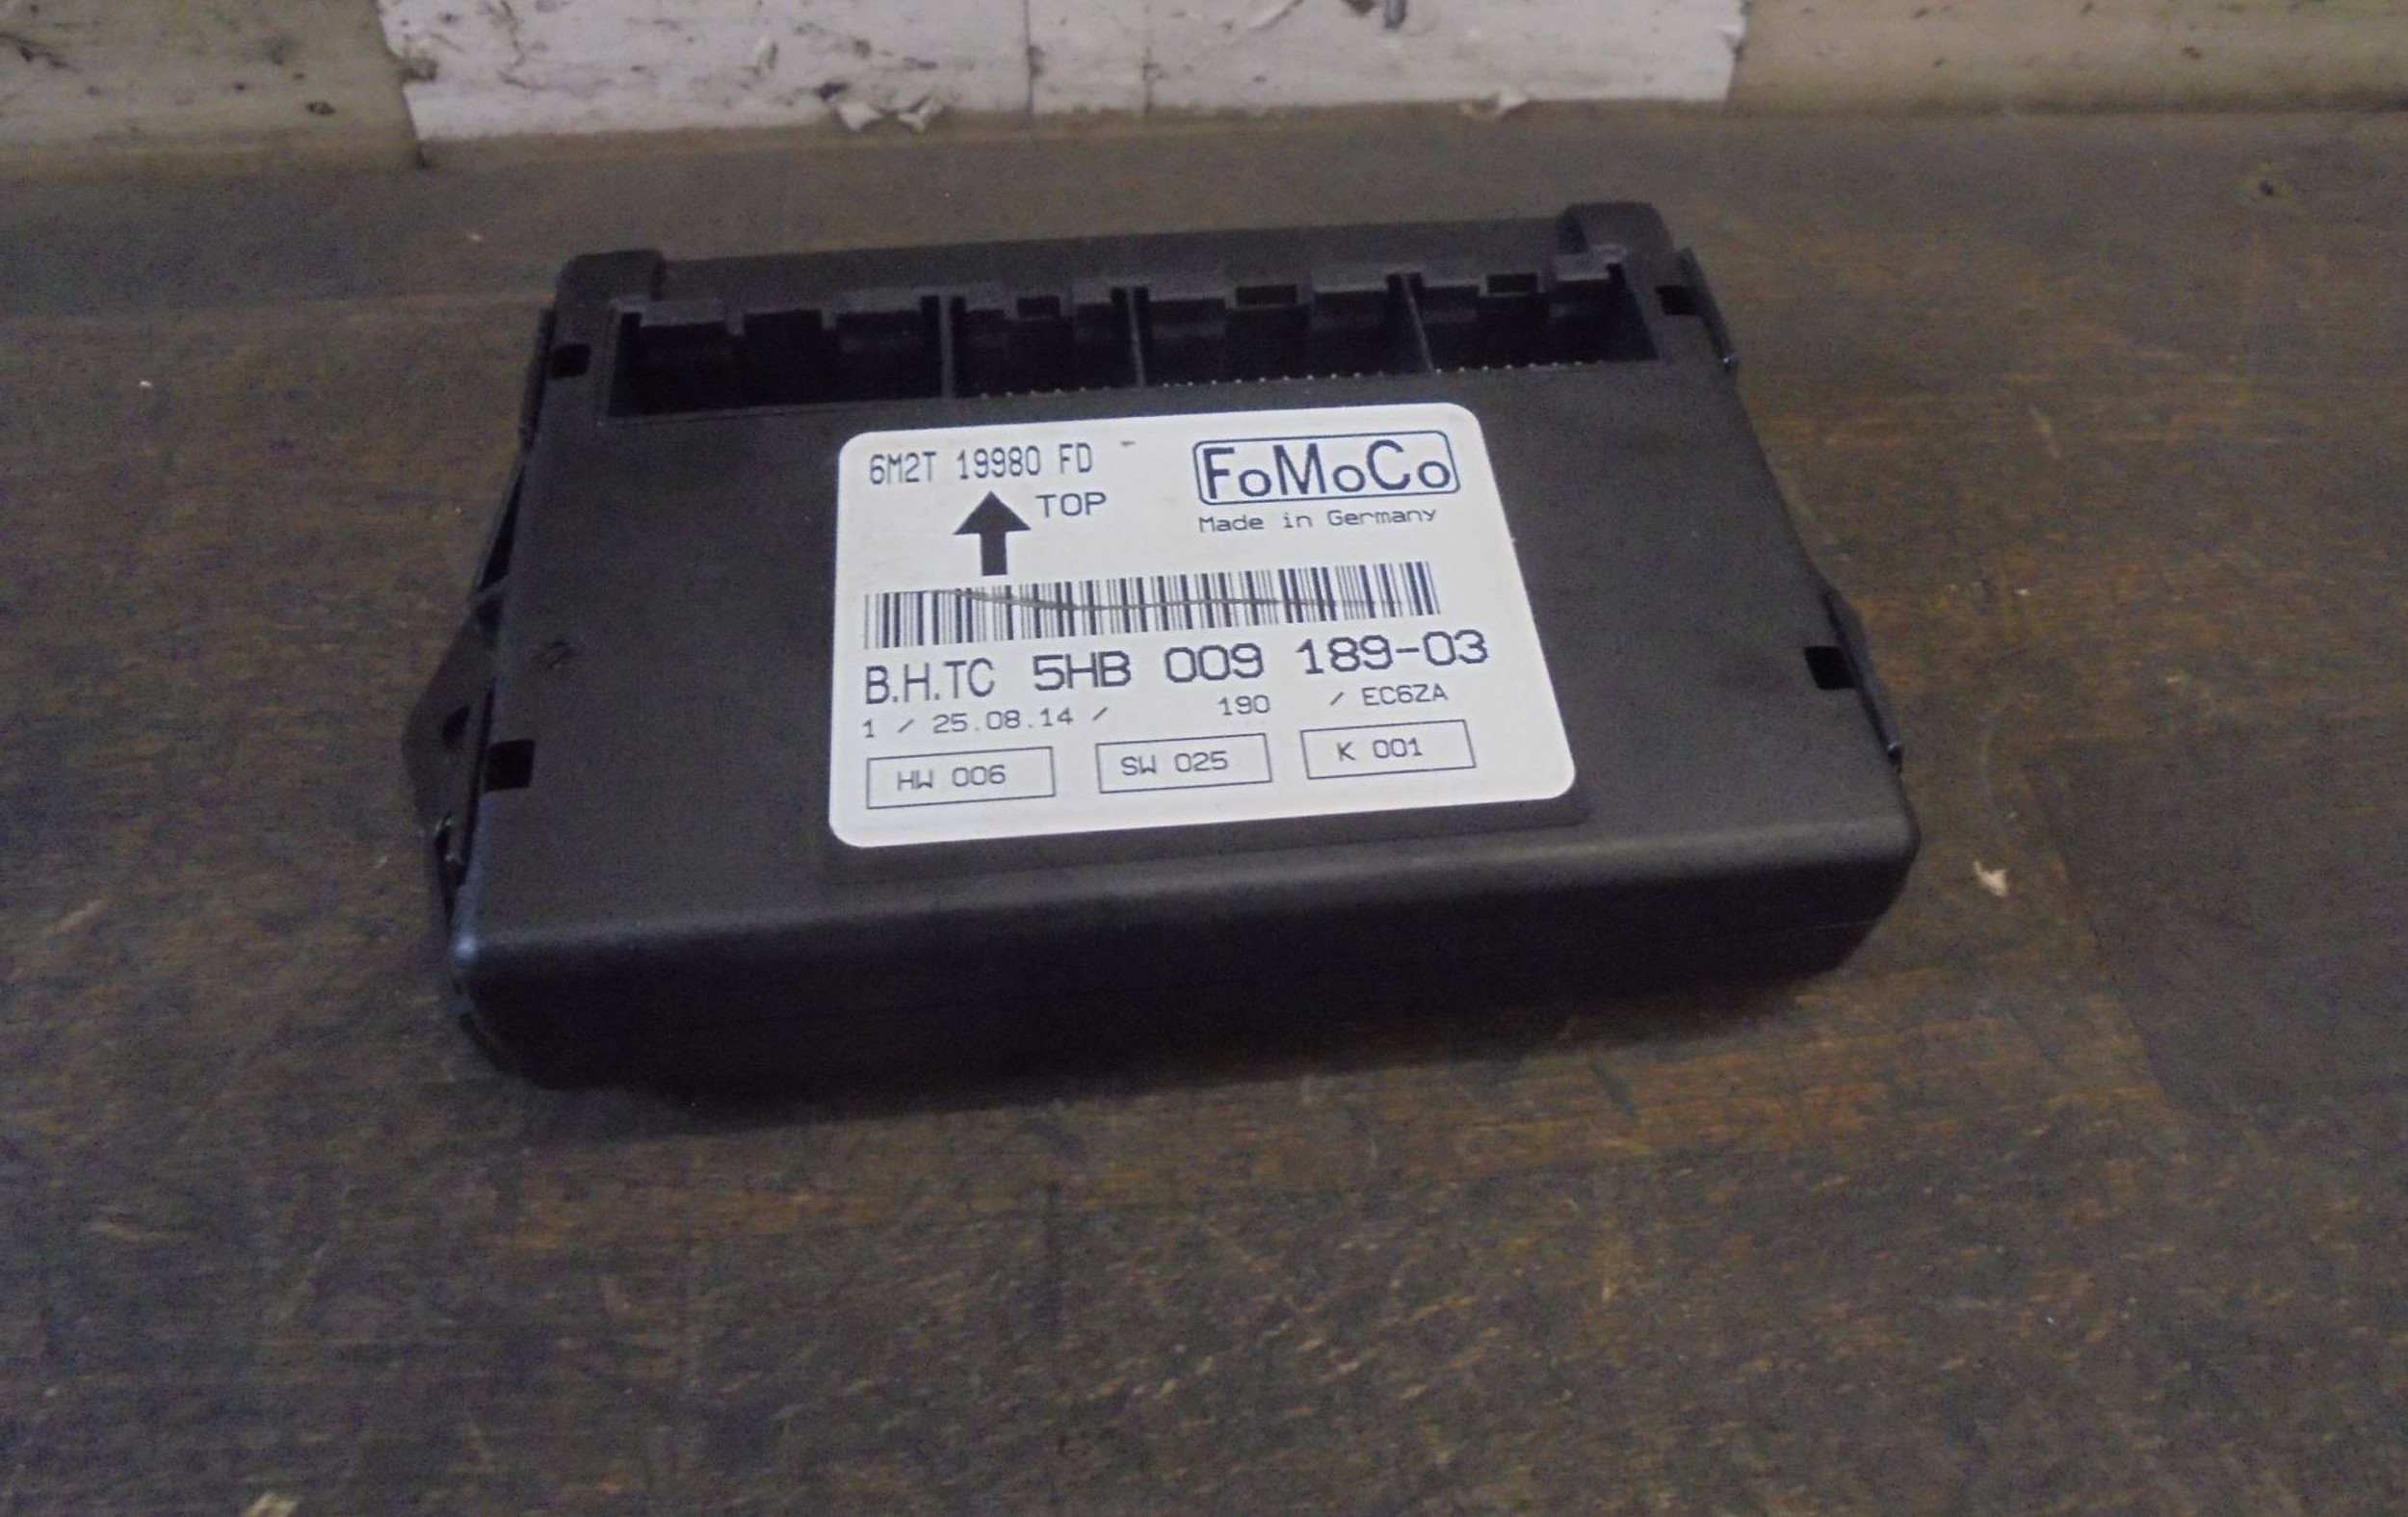 6M2T 19980 FD
FoMoCo
TOP
Made in Germany
B.H.TC 5HB 009 189-03
1 / 25.08.14 / 190 / EC6ZA
HW 006 SW 025 K 001